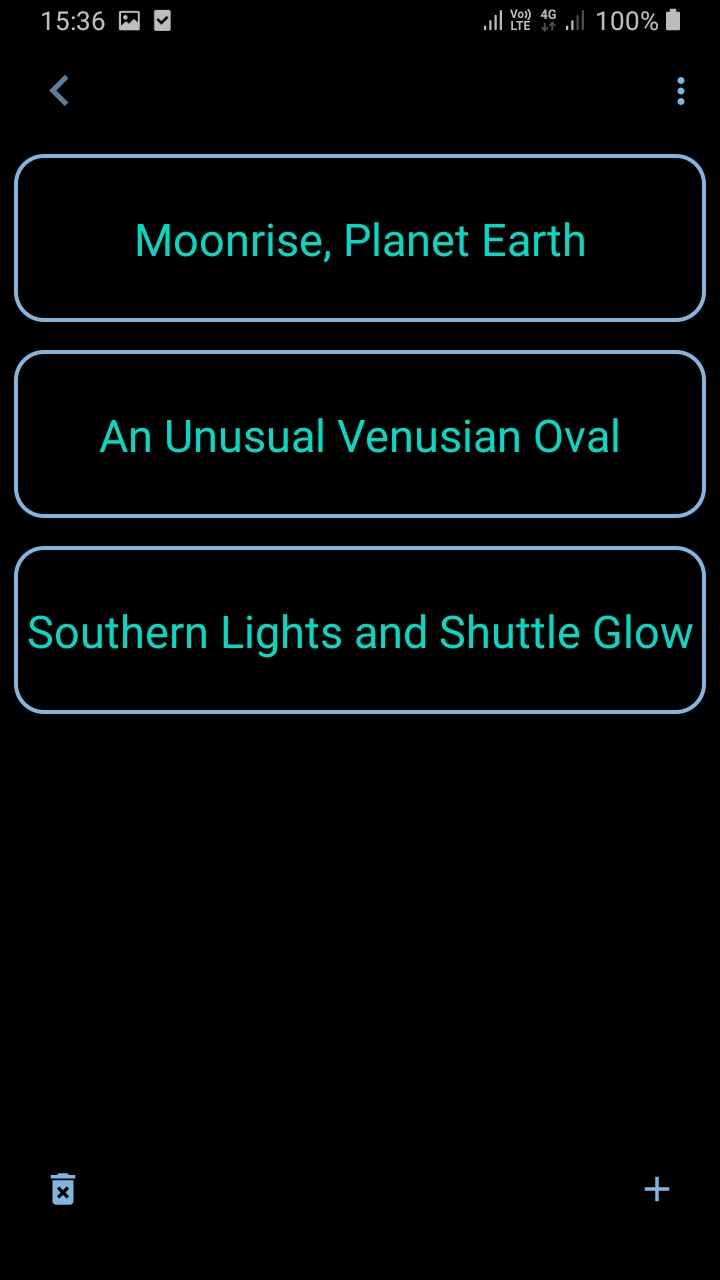 15:36 Vo)) LTE 4G 100%
Moonrise, Planet Earth
An Unusual Venusian Oval
Southern Lights and Shuttle Glow